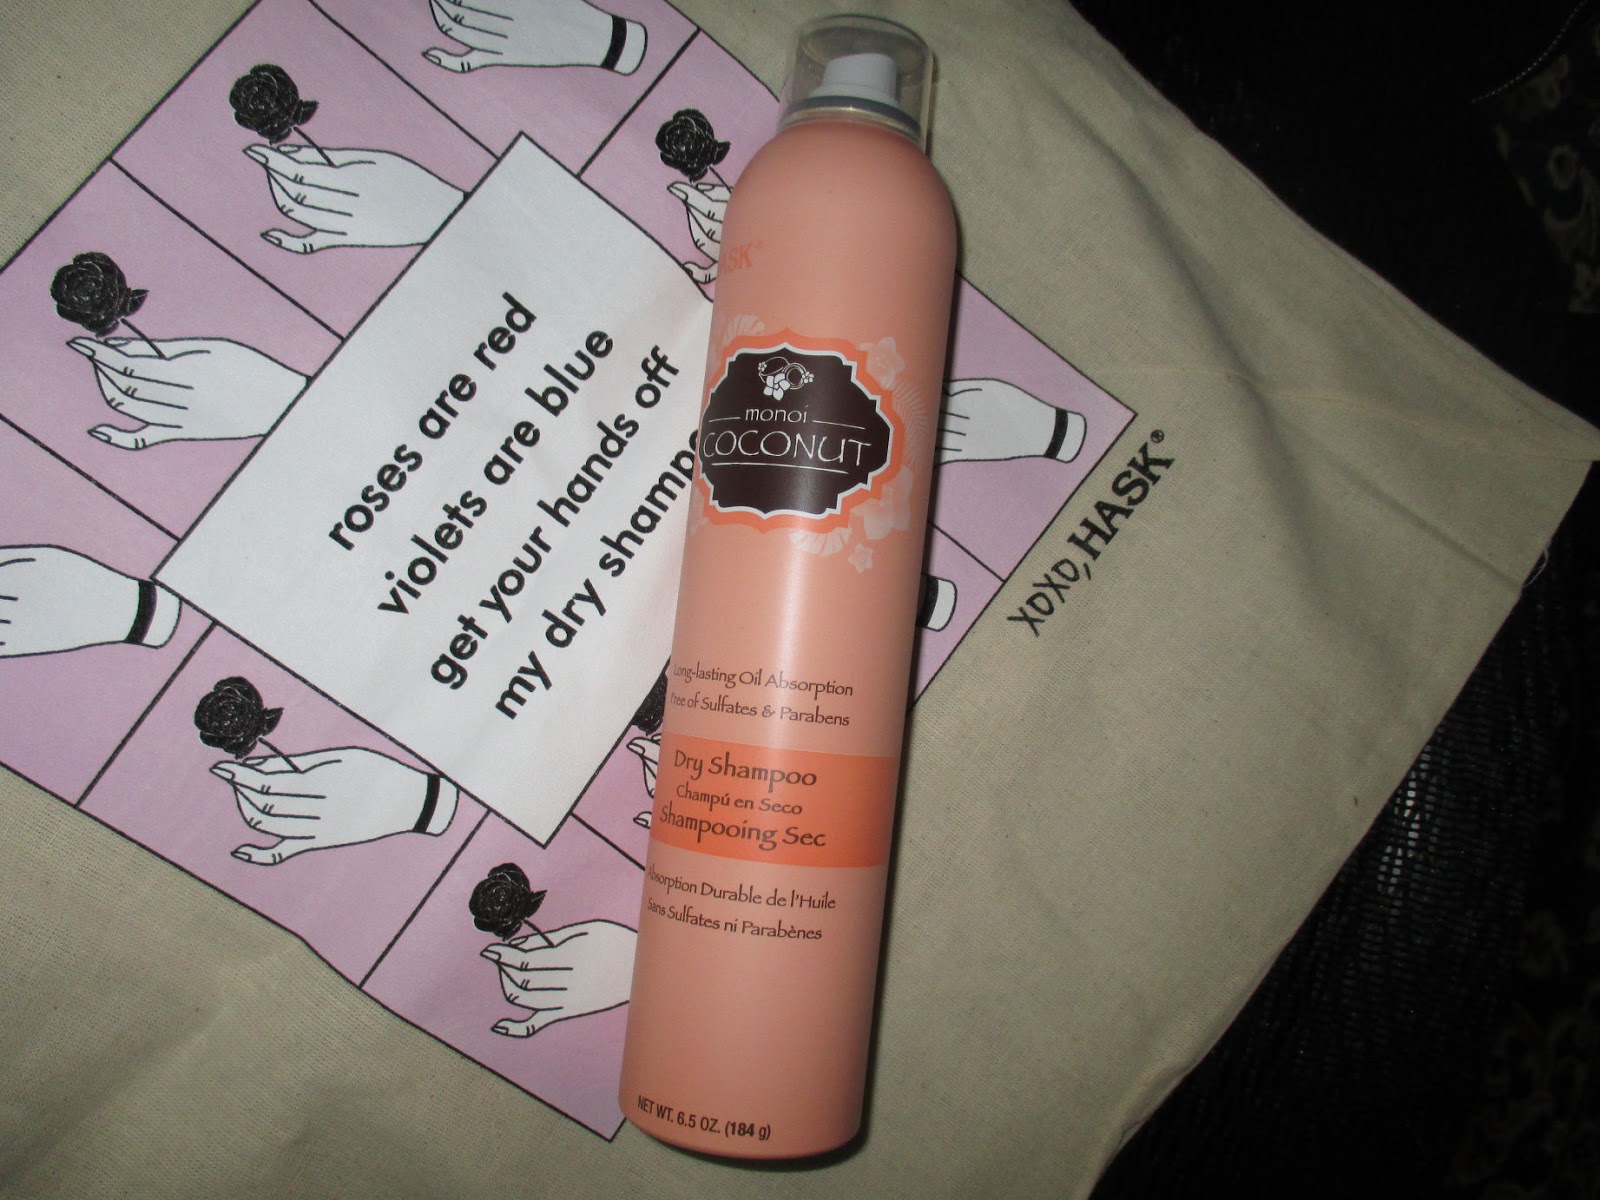 roses are red
violets are blue
get your hands off
my dry shampo
XOXO, HASK®
ASK®
monoi
COCONUT
Long-lasting Oil Absorption
Free of Sulfates & Parabens
Dry Shampoo
Champú en Seco
Shampooing Sec
Absorption Durable de l'Huile
Sans Sulfates ni Parabènes
NET WT. 6.5 OZ. (184 g)